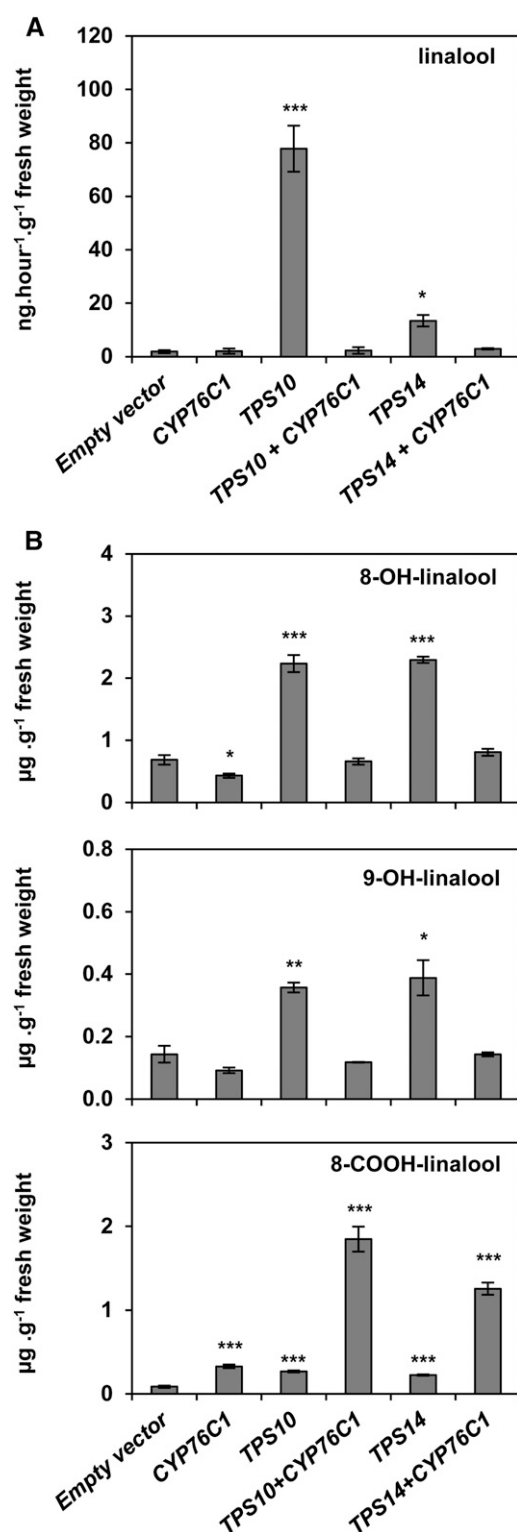 A
linalool
ng.hour⁻¹.g⁻¹ fresh weight
120
100
80
60
40
20
0
***
*
Empty vector
CYP76C1
TPS10
TPS10 + CYP76C1
TPS14
TPS14 + CYP76C1
B
8-OH-linalool
µg .g⁻¹ fresh weight
4
3
2
1
0
*
***
***
9-OH-linalool
µg .g⁻¹ fresh weight
0.8
0.6
0.4
0.2
0.0
**
*
8-COOH-linalool
µg .g⁻¹ fresh weight
3
2
1
0
***
***
***
***
***
Empty vector
CYP76C1
TPS10
TPS10+CYP76C1
TPS14
TPS14+CYP76C1